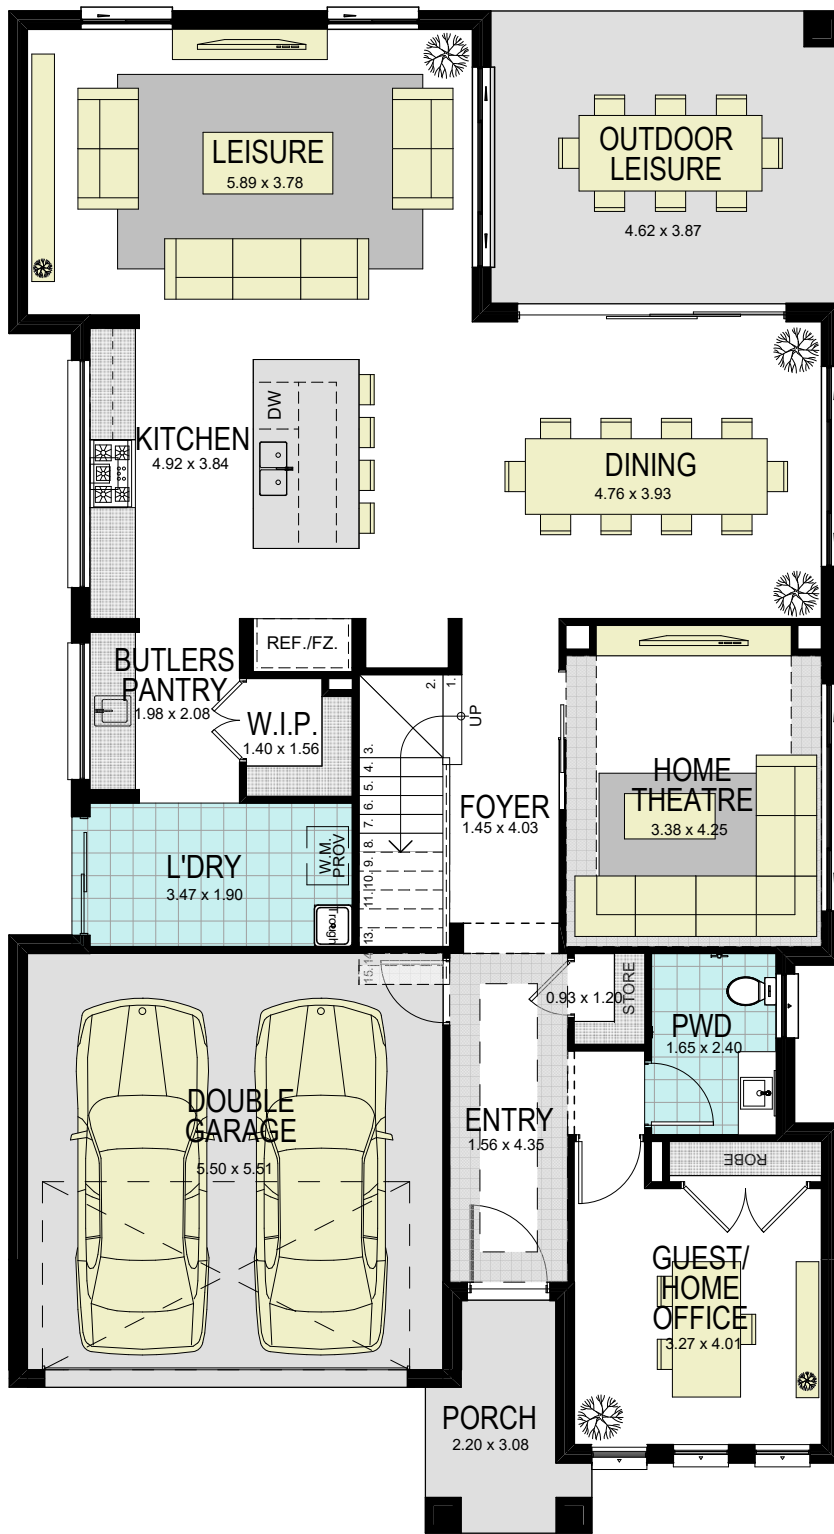 LEISURE
5.89 x 3.78
OUTDOOR
LEISURE
4.62 x 3.87
KITCHEN
4.92 x 3.84
DW
DINING
4.76 x 3.93
REF./FZ.
BUTLERS
PANTRY
1.98 x 2.08
W.I.P.
1.40 x 1.56
UP
1.
2.
3.
4.
5.
6.
7.
8.
9.
10.
11.
13.
14.
15.
FOYER
1.45 x 4.03
HOME
THEATRE
3.38 x 4.25
L'DRY
3.47 x 1.90
W.M.
PROV
Trough
STORE
0.93 x 1.20
PWD
1.65 x 2.40
DOUBLE
GARAGE
5.50 x 5.51
ENTRY
1.56 x 4.35
ROBE
GUEST/
HOME
OFFICE
3.27 x 4.01
PORCH
2.20 x 3.08